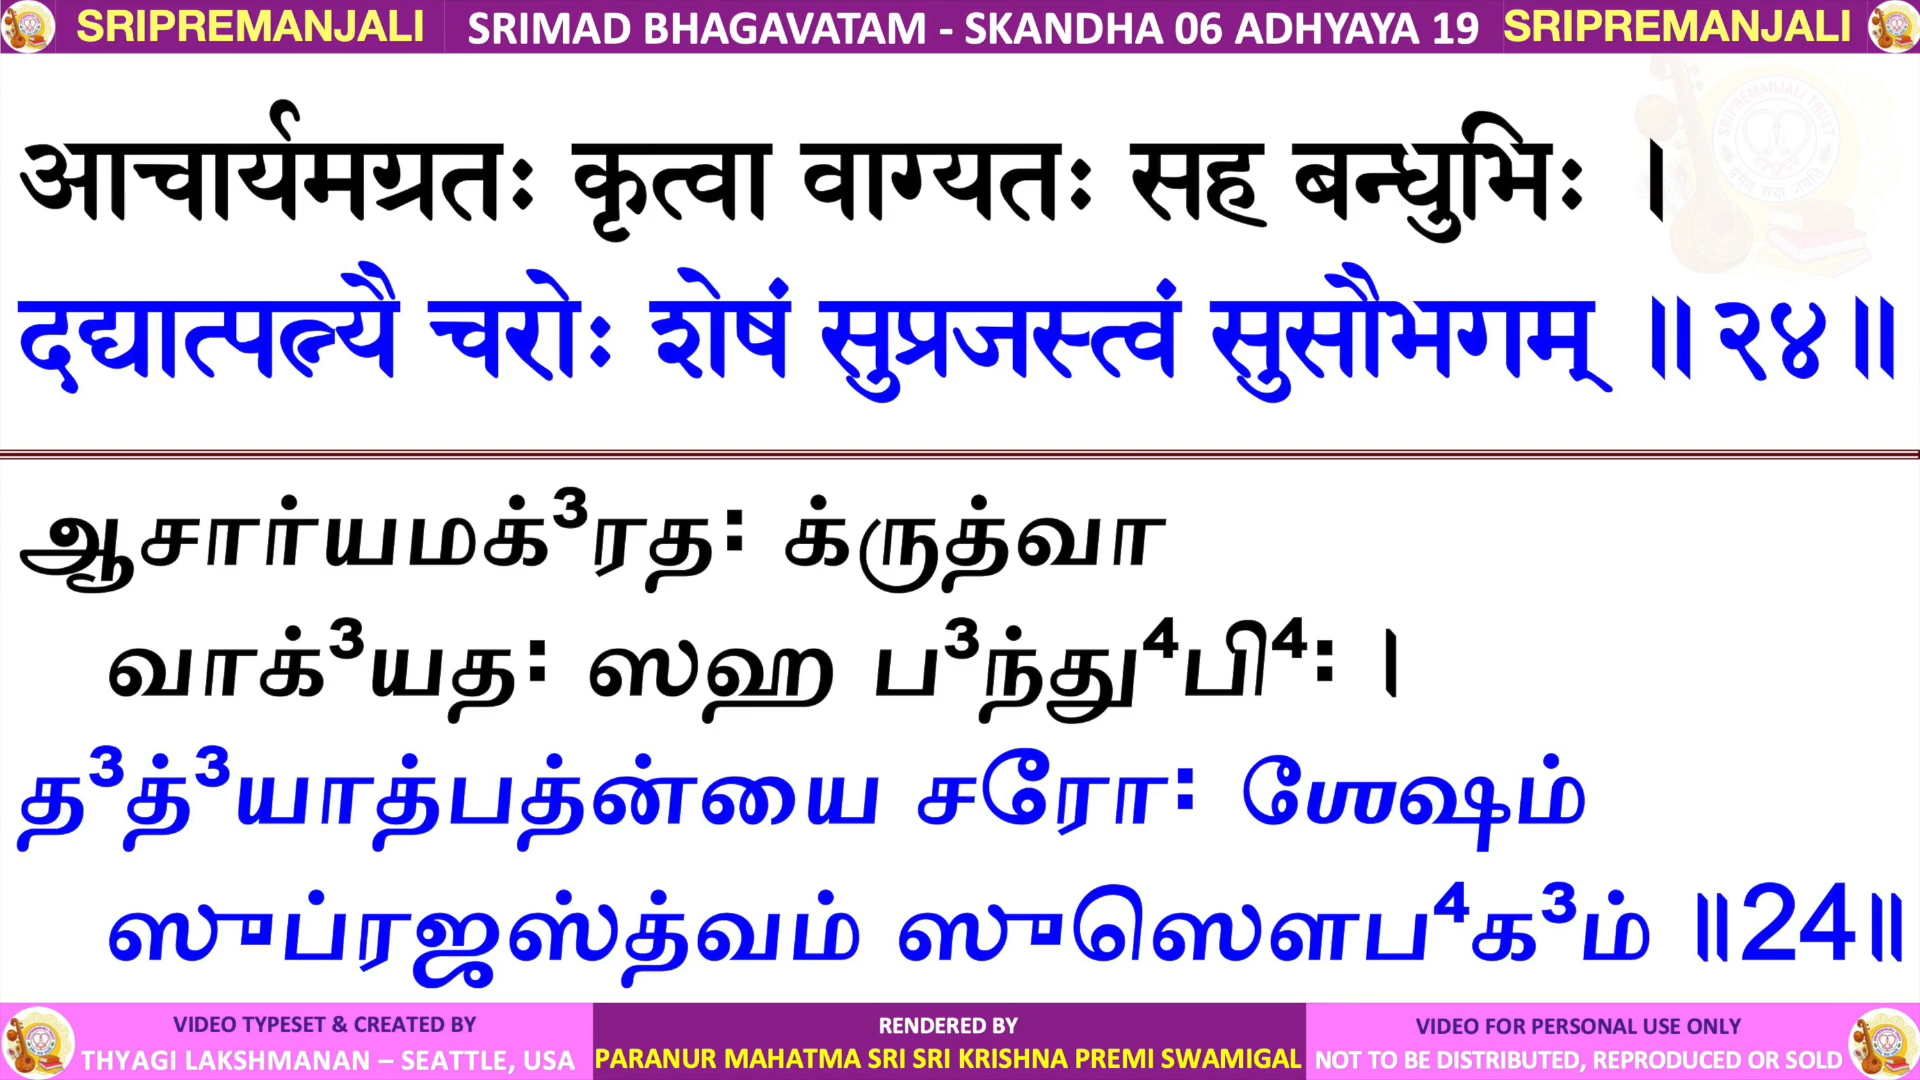 SRIPREMANJALI SRIMAD BHAGAVATAM - SKANDHA 06 ADHYAYA 19 SRIPREMANJALI
आचार्यमग्रतः कृत्वा वाग्यतः सह बन्धुभिः ।
दद्यात्पत्न्यै चरोः शेषं सुप्रजस्त्वं सुसौभगम् ॥२४॥
ஆசார்யமக்³ரத꞉ க்ருத்வா
வாக்³யத꞉ ஸஹ ப³ந்து⁴பி⁴꞉ ।
த³த்³யாத்பத்ன்யை சரோ꞉ ஶேஷம்
ஸுப்ரஜஸ்த்வம் ஸுஸௌப⁴க³ம் ॥24॥
VIDEO TYPESET & CREATED BY
THYAGI LAKSHMANAN – SEATTLE, USA
RENDERED BY
PARANUR MAHATMA SRI SRI KRISHNA PREMI SWAMIGAL
VIDEO FOR PERSONAL USE ONLY
NOT TO BE DISTRIBUTED, REPRODUCED OR SOLD